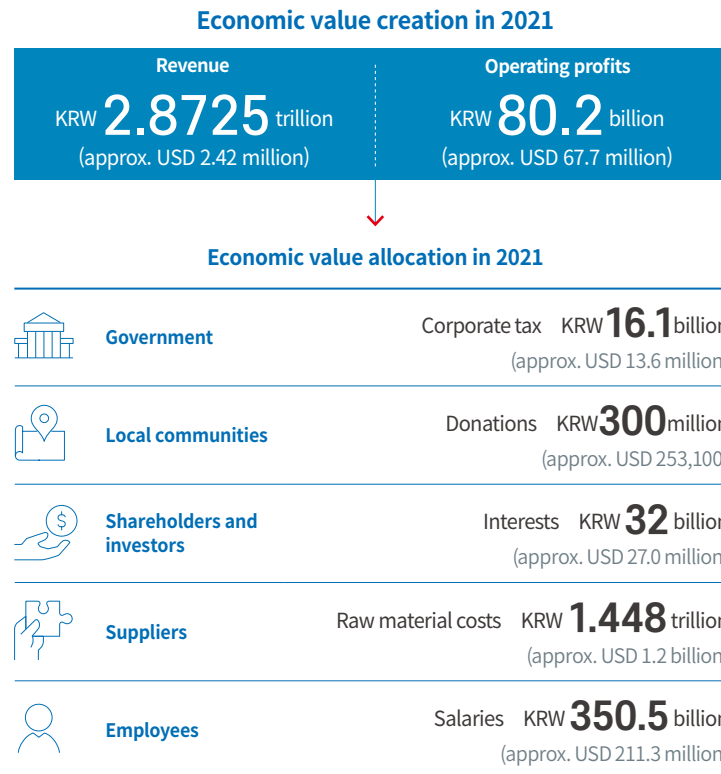 Economic value creation in 2021
Revenue
KRW 2.8725 trillion
(approx. USD 2.42 million)
Operating profits
KRW 80.2 billion
(approx. USD 67.7 million)
Economic value allocation in 2021
Government
Corporate tax KRW 16.1 billion
(approx. USD 13.6 million
Local communities
Donations KRW 300 million
(approx. USD 253,100
Shareholders and
investors
Interests KRW 32 billion
(approx. USD 27.0 million
$
Suppliers
Raw material costs KRW 1.448 trillion
(approx. USD 1.2 billion
Employees
Salaries KRW 350.5 billion
(approx. USD 211.3 million